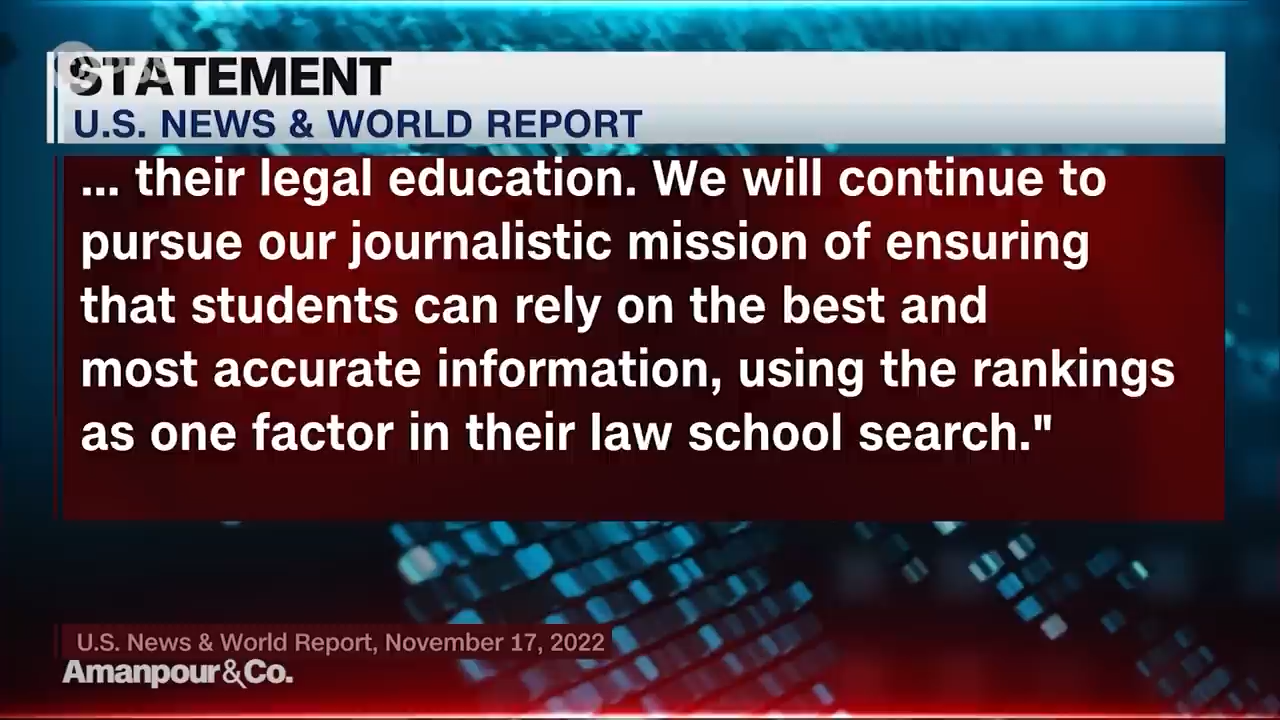 STATEMENT
U.S. NEWS & WORLD REPORT
... their legal education. We will continue to
pursue our journalistic mission of ensuring
that students can rely on the best and
most accurate information, using the rankings
as one factor in their law school search."
U.S. News & World Report, November 17, 2022
Amanpour&Co.